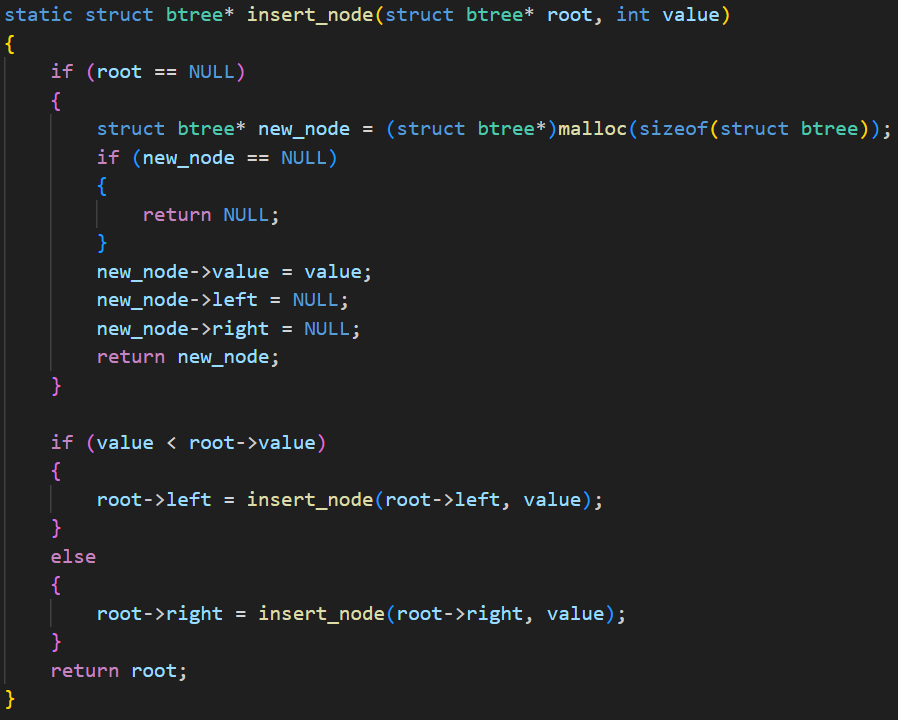 static struct btree* insert_node(struct btree* root, int value)
{
    if (root == NULL)
    {
        struct btree* new_node = (struct btree*)malloc(sizeof(struct btree));
        if (new_node == NULL)
        {
            return NULL;
        }
        new_node->value = value;
        new_node->left = NULL;
        new_node->right = NULL;
        return new_node;
    }

    if (value < root->value)
    {
        root->left = insert_node(root->left, value);
    }
    else
    {
        root->right = insert_node(root->right, value);
    }
    return root;
}